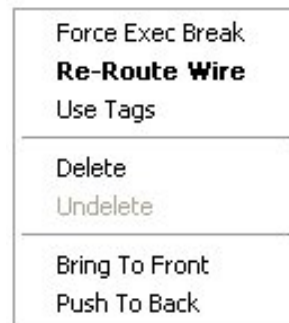 Force Exec Break
Re-Route Wire
Use Tags
Delete
Undelete
Bring To Front
Push To Back